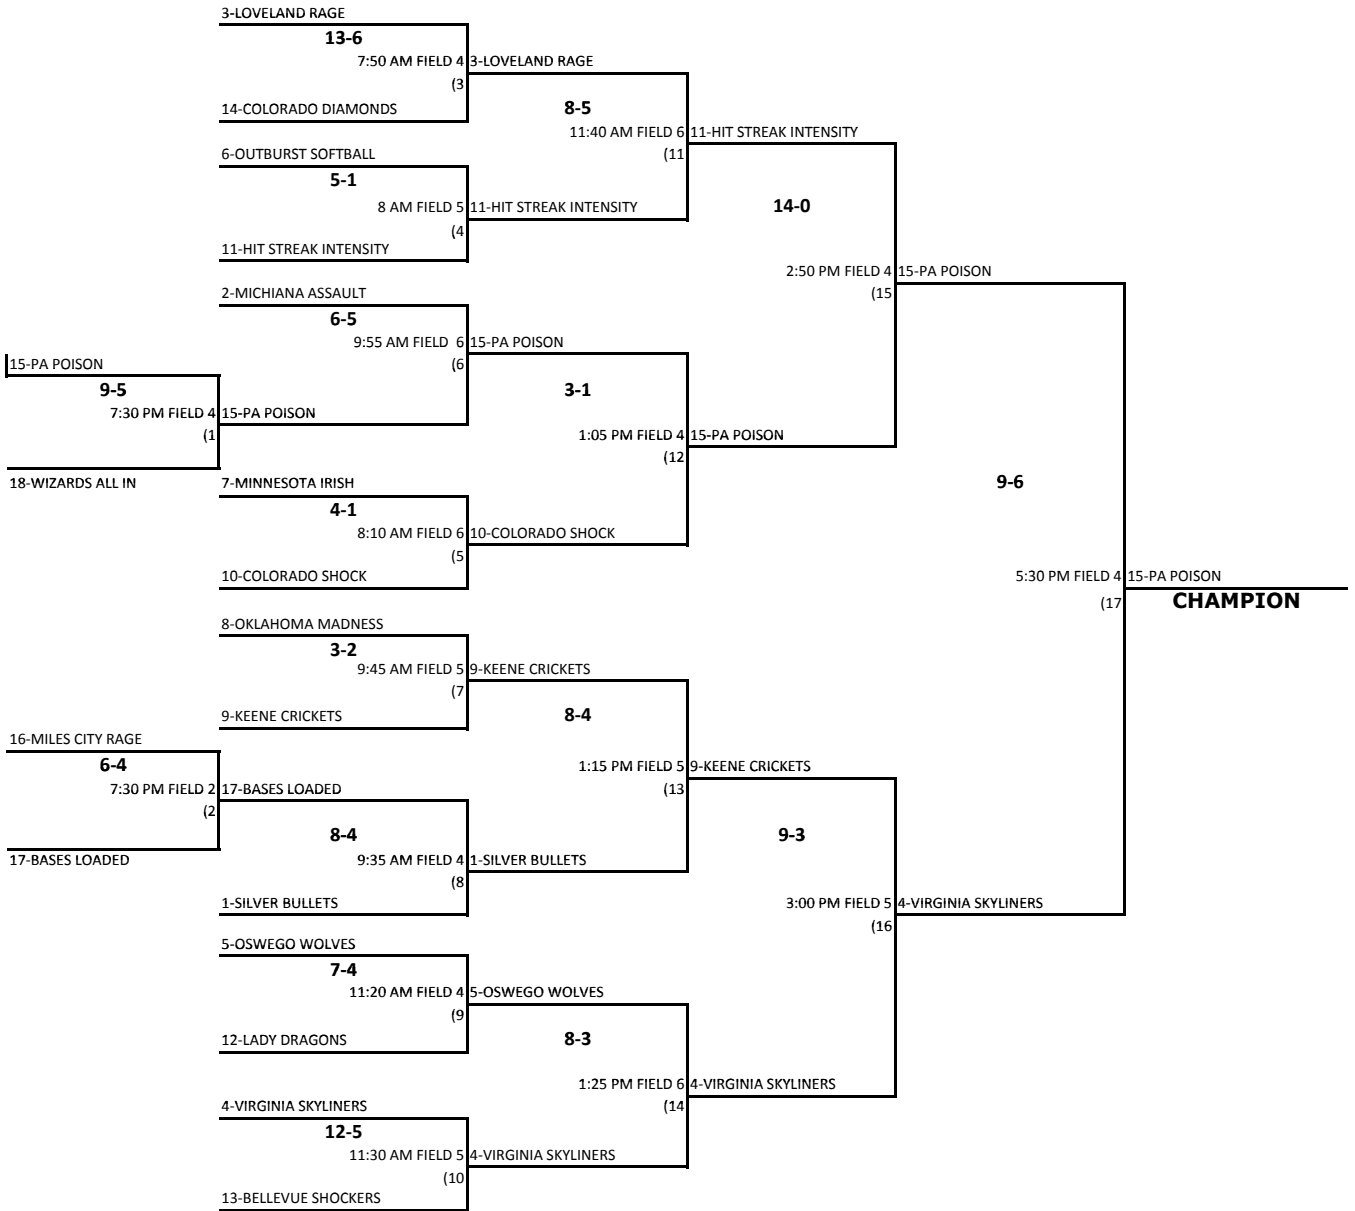 3-LOVELAND RAGE
13-6
7:50 AM FIELD 4 3-LOVELAND RAGE
(3
8-5
14-COLORADO DIAMONDS
11:40 AM FIELD 6 11-HIT STREAK INTENSITY
(11
6-OUTBURST SOFTBALL
5-1
8 AM FIELD 5 11-HIT STREAK INTENSITY
14-0
(4
11-HIT STREAK INTENSITY
2:50 PM FIELD 4 15-PA POISON
(15
2-MICHIANA ASSAULT
6-5
9:55 AM FIELD 6 15-PA POISON
(6
15-PA POISON
9-5
3-1
7:30 PM FIELD 4 15-PA POISON
(1
1:05 PM FIELD 4 15-PA POISON
(12
18-WIZARDS ALL IN
7-MINNESOTA IRISH
9-6
4-1
8:10 AM FIELD 6 10-COLORADO SHOCK
(5
10-COLORADO SHOCK
5:30 PM FIELD 4 15-PA POISON
(17
CHAMPION
8-OKLAHOMA MADNESS
3-2
9:45 AM FIELD 5 9-KEENE CRICKETS
(7
9-KEENE CRICKETS
8-4
16-MILES CITY RAGE
6-4
1:15 PM FIELD 5 9-KEENE CRICKETS
(13
7:30 PM FIELD 2 17-BASES LOADED
(2
8-4
9-3
17-BASES LOADED
9:35 AM FIELD 4 1-SILVER BULLETS
(8
1-SILVER BULLETS
3:00 PM FIELD 5 4-VIRGINIA SKYLINERS
(16
5-OSWEGO WOLVES
7-4
11:20 AM FIELD 4 5-OSWEGO WOLVES
(9
12-LADY DRAGONS
8-3
1:25 PM FIELD 6 4-VIRGINIA SKYLINERS
(14
4-VIRGINIA SKYLINERS
12-5
11:30 AM FIELD 5 4-VIRGINIA SKYLINERS
(10
13-BELLEVUE SHOCKERS